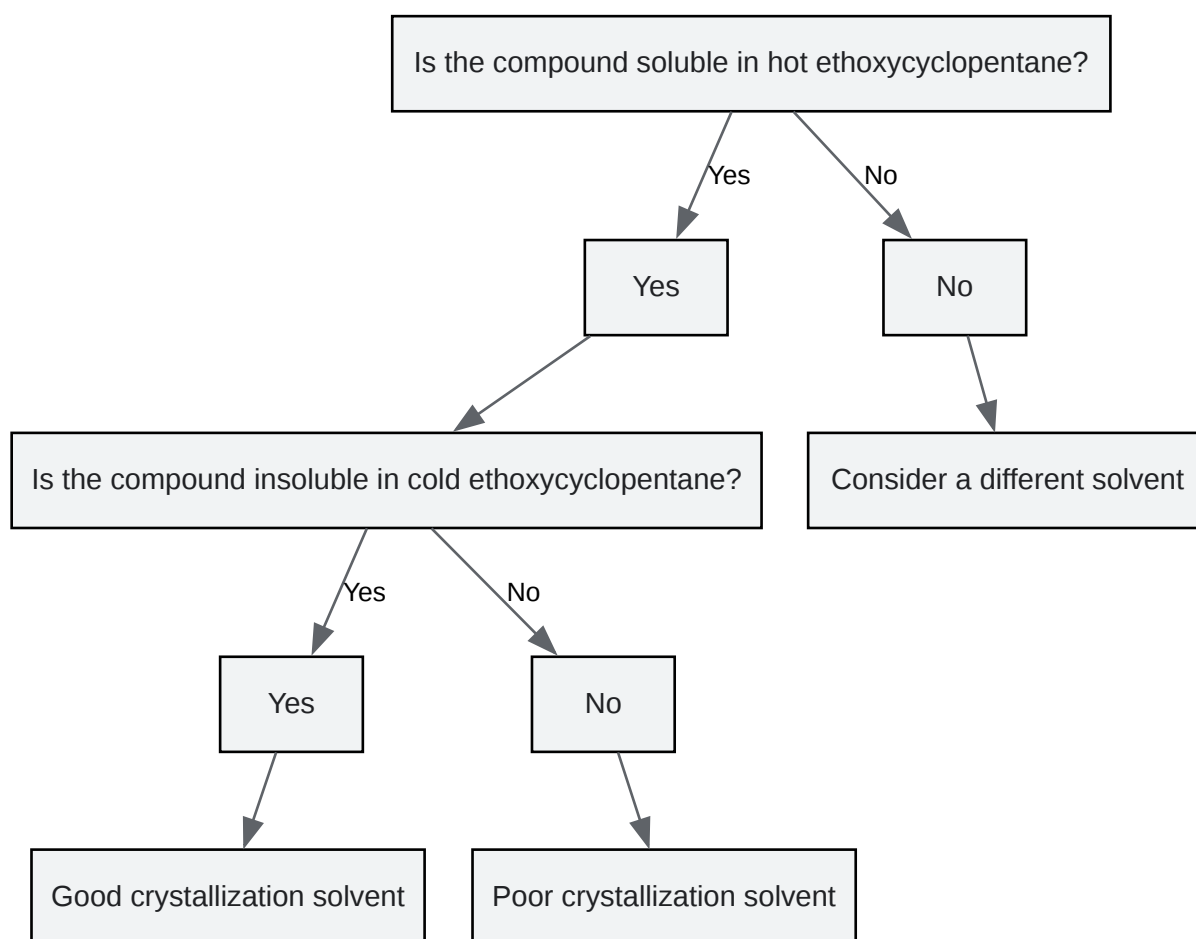 Is the compound soluble in hot ethoxycyclopentane?
Yes
No
Yes
No
Is the compound insoluble in cold ethoxycyclopentane?
Consider a different solvent
Yes
No
Yes
No
Good crystallization solvent
Poor crystallization solvent